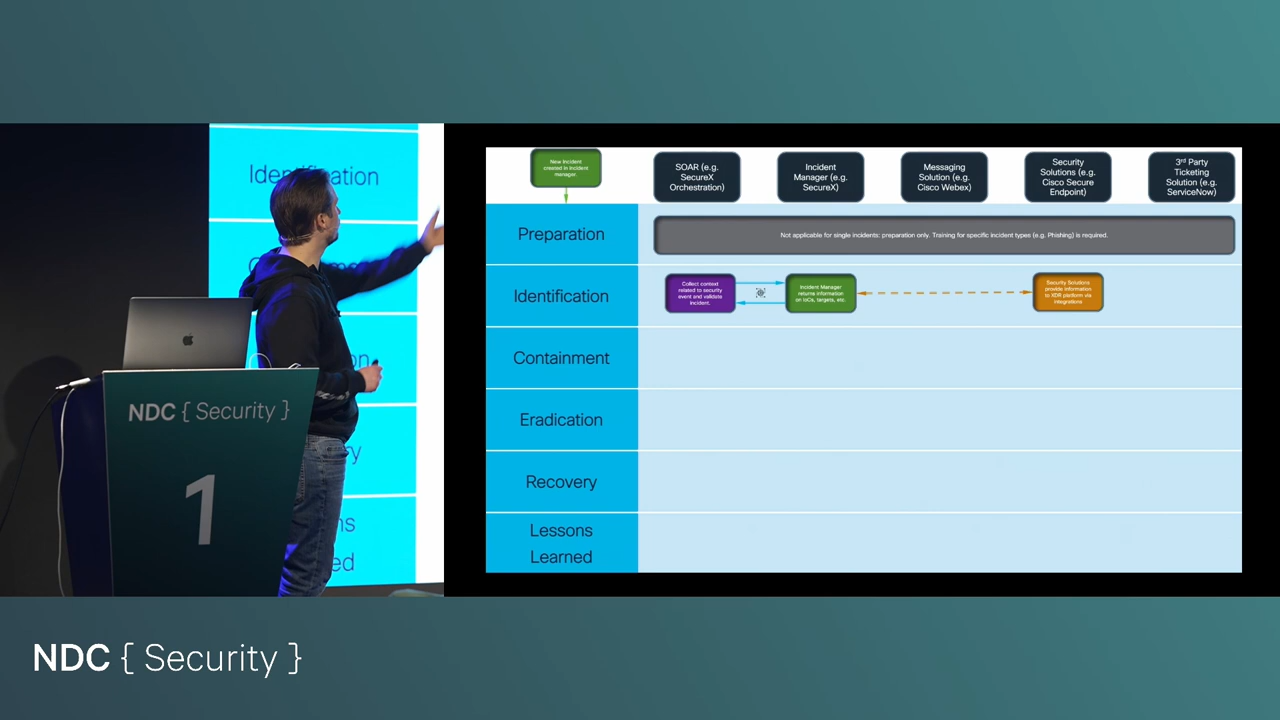 New Incident
created in Incident
manager.
SOAR (e.g.
SecureX
Orchestration)
Incident
Manager (e.g.
SecureX)
Messaging
Solution (e.g.
Cisco Webex)
Security
Solutions (e.g.
Cisco Secure
Endpoint)
3rd Party
Ticketing
Solution (e.g.
ServiceNow)
Preparation
Not applicable for single incidents: preparation only. Training for specific incident types (e.g. Phishing) is required.
Identification
Collect context
related to security
event and validate
incident.
Incident Manager
returns information
on IoCs, targets, etc.
Security Solutions
provide information
to XDR platform via
integrations
Containment
Eradication
Recovery
Lessons
Learned
NDC { Security }
1
NDC { Security }